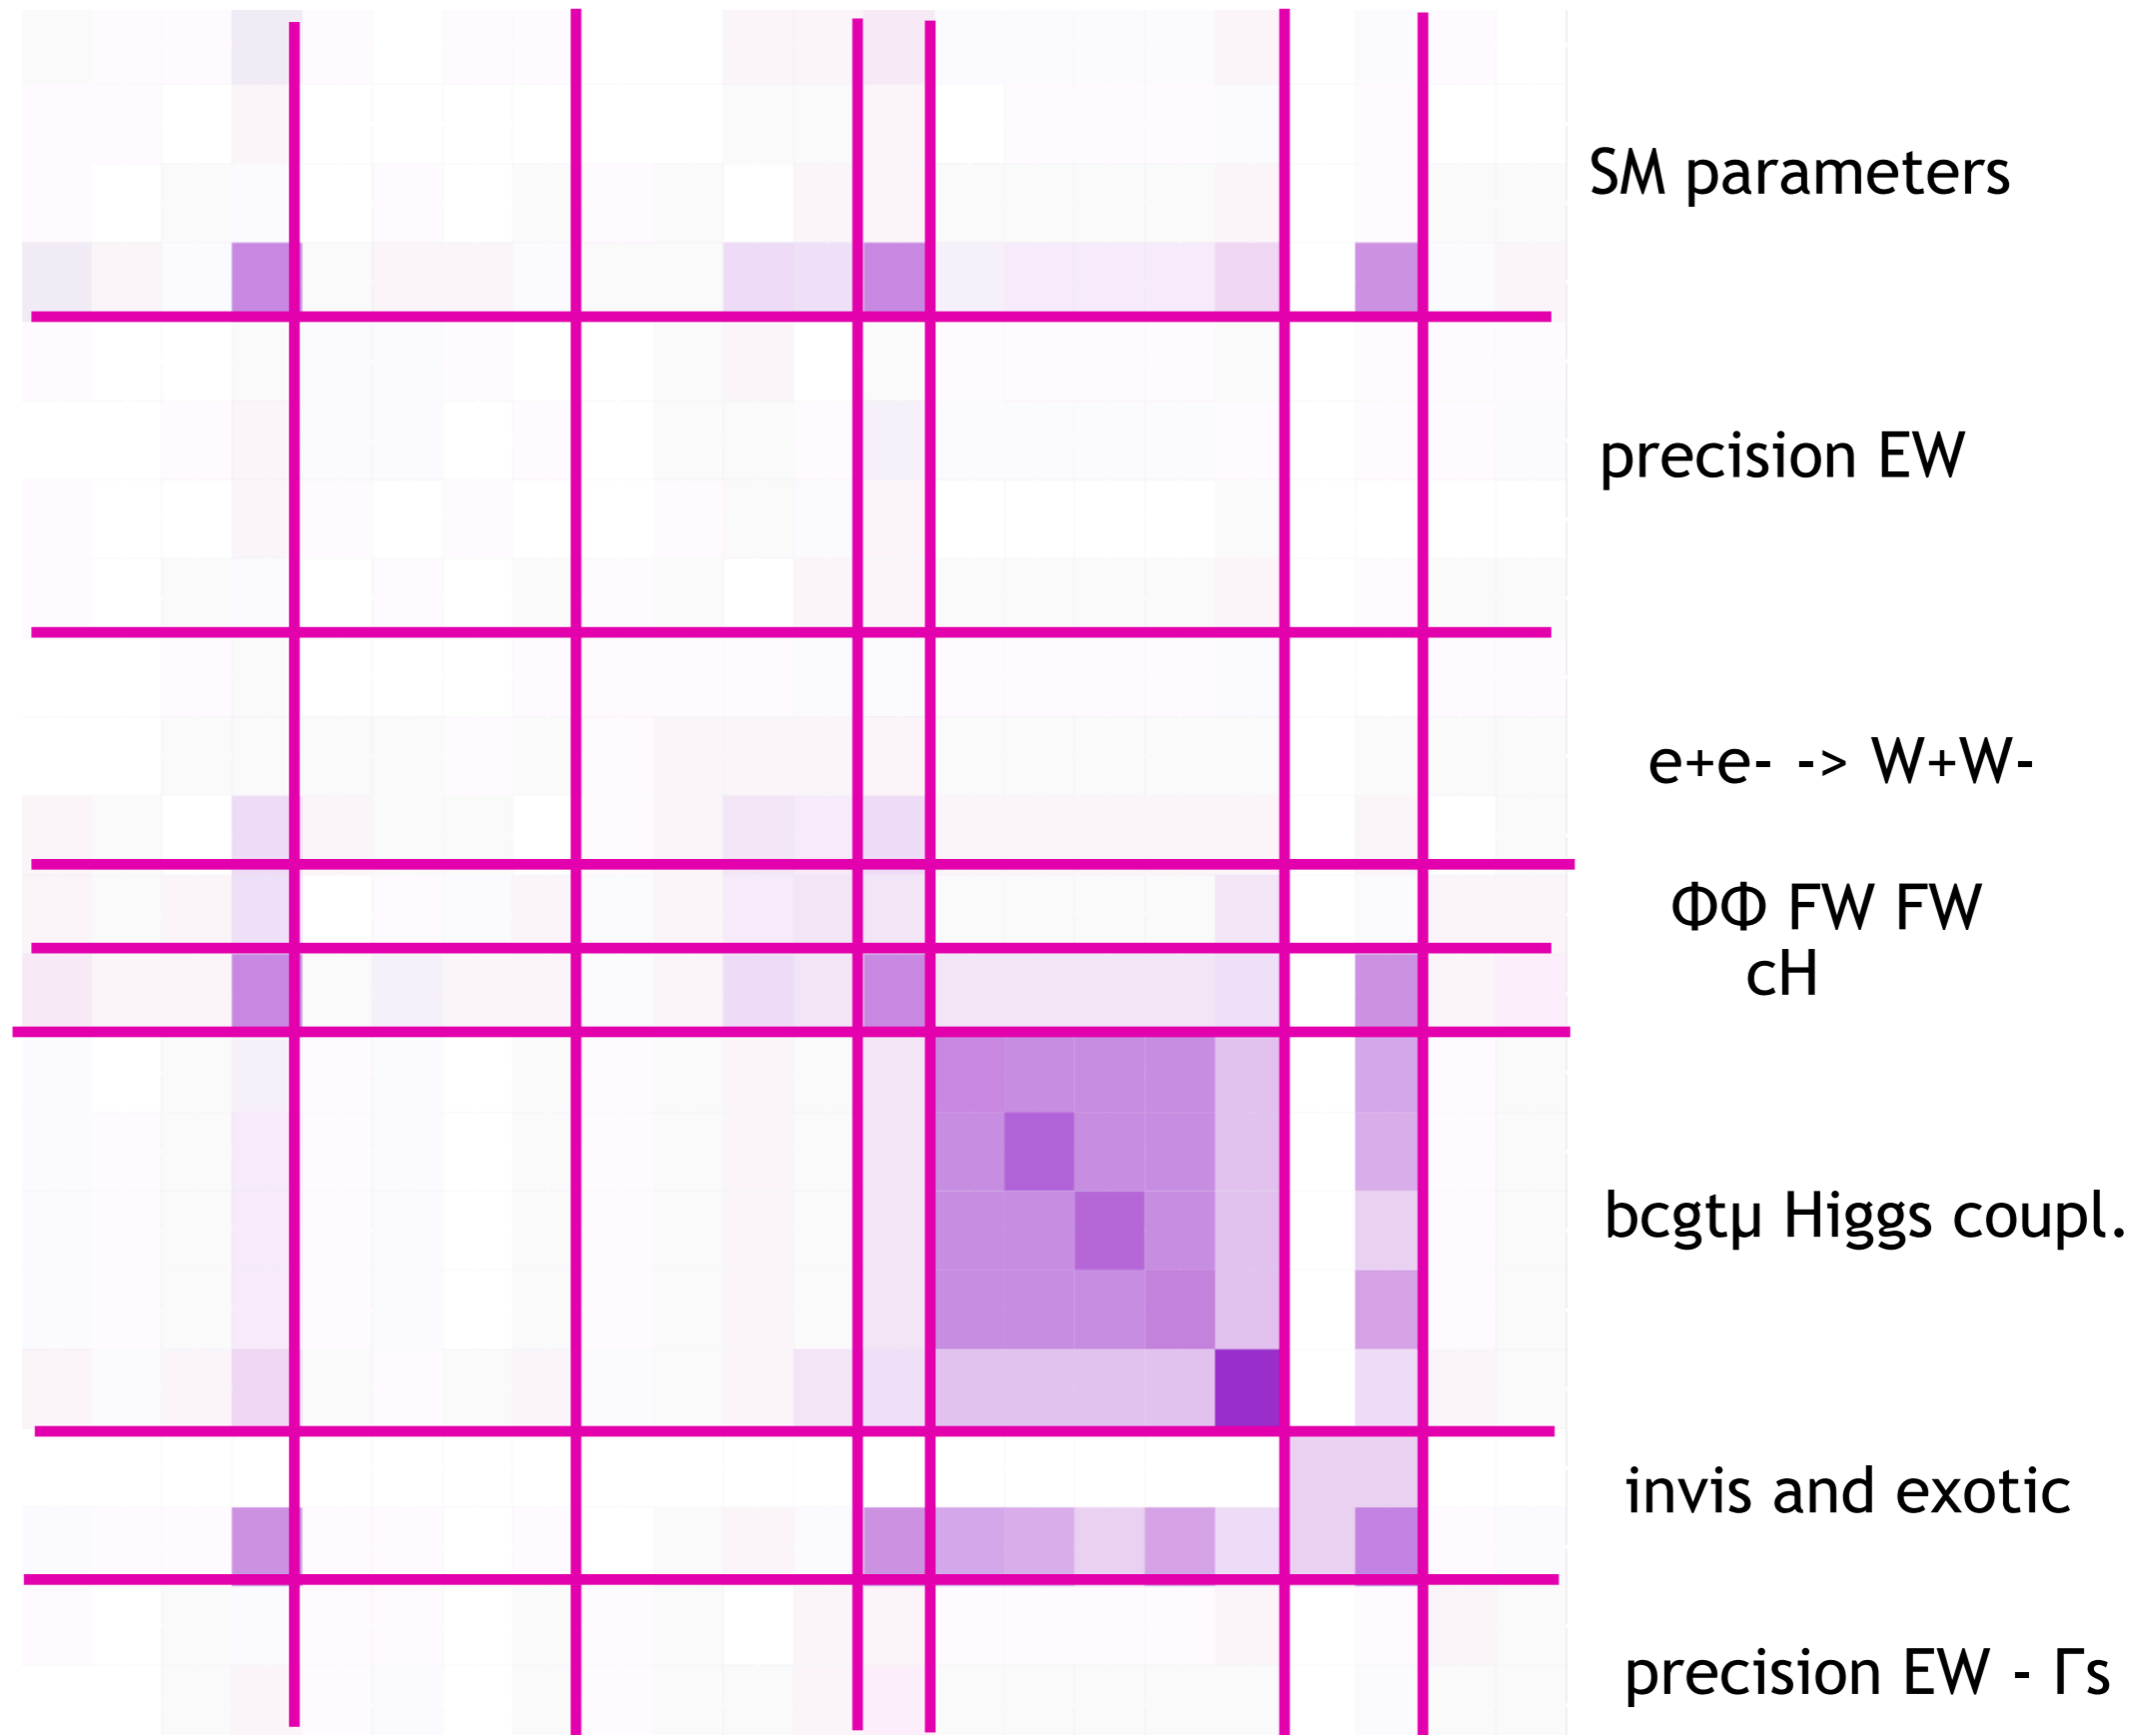 SM parameters
precision EW
e+e- -> W+W-
ΦΦ FW FW
cH
bcgtμ Higgs coupl.
invis and exotic
precision EW - Γs